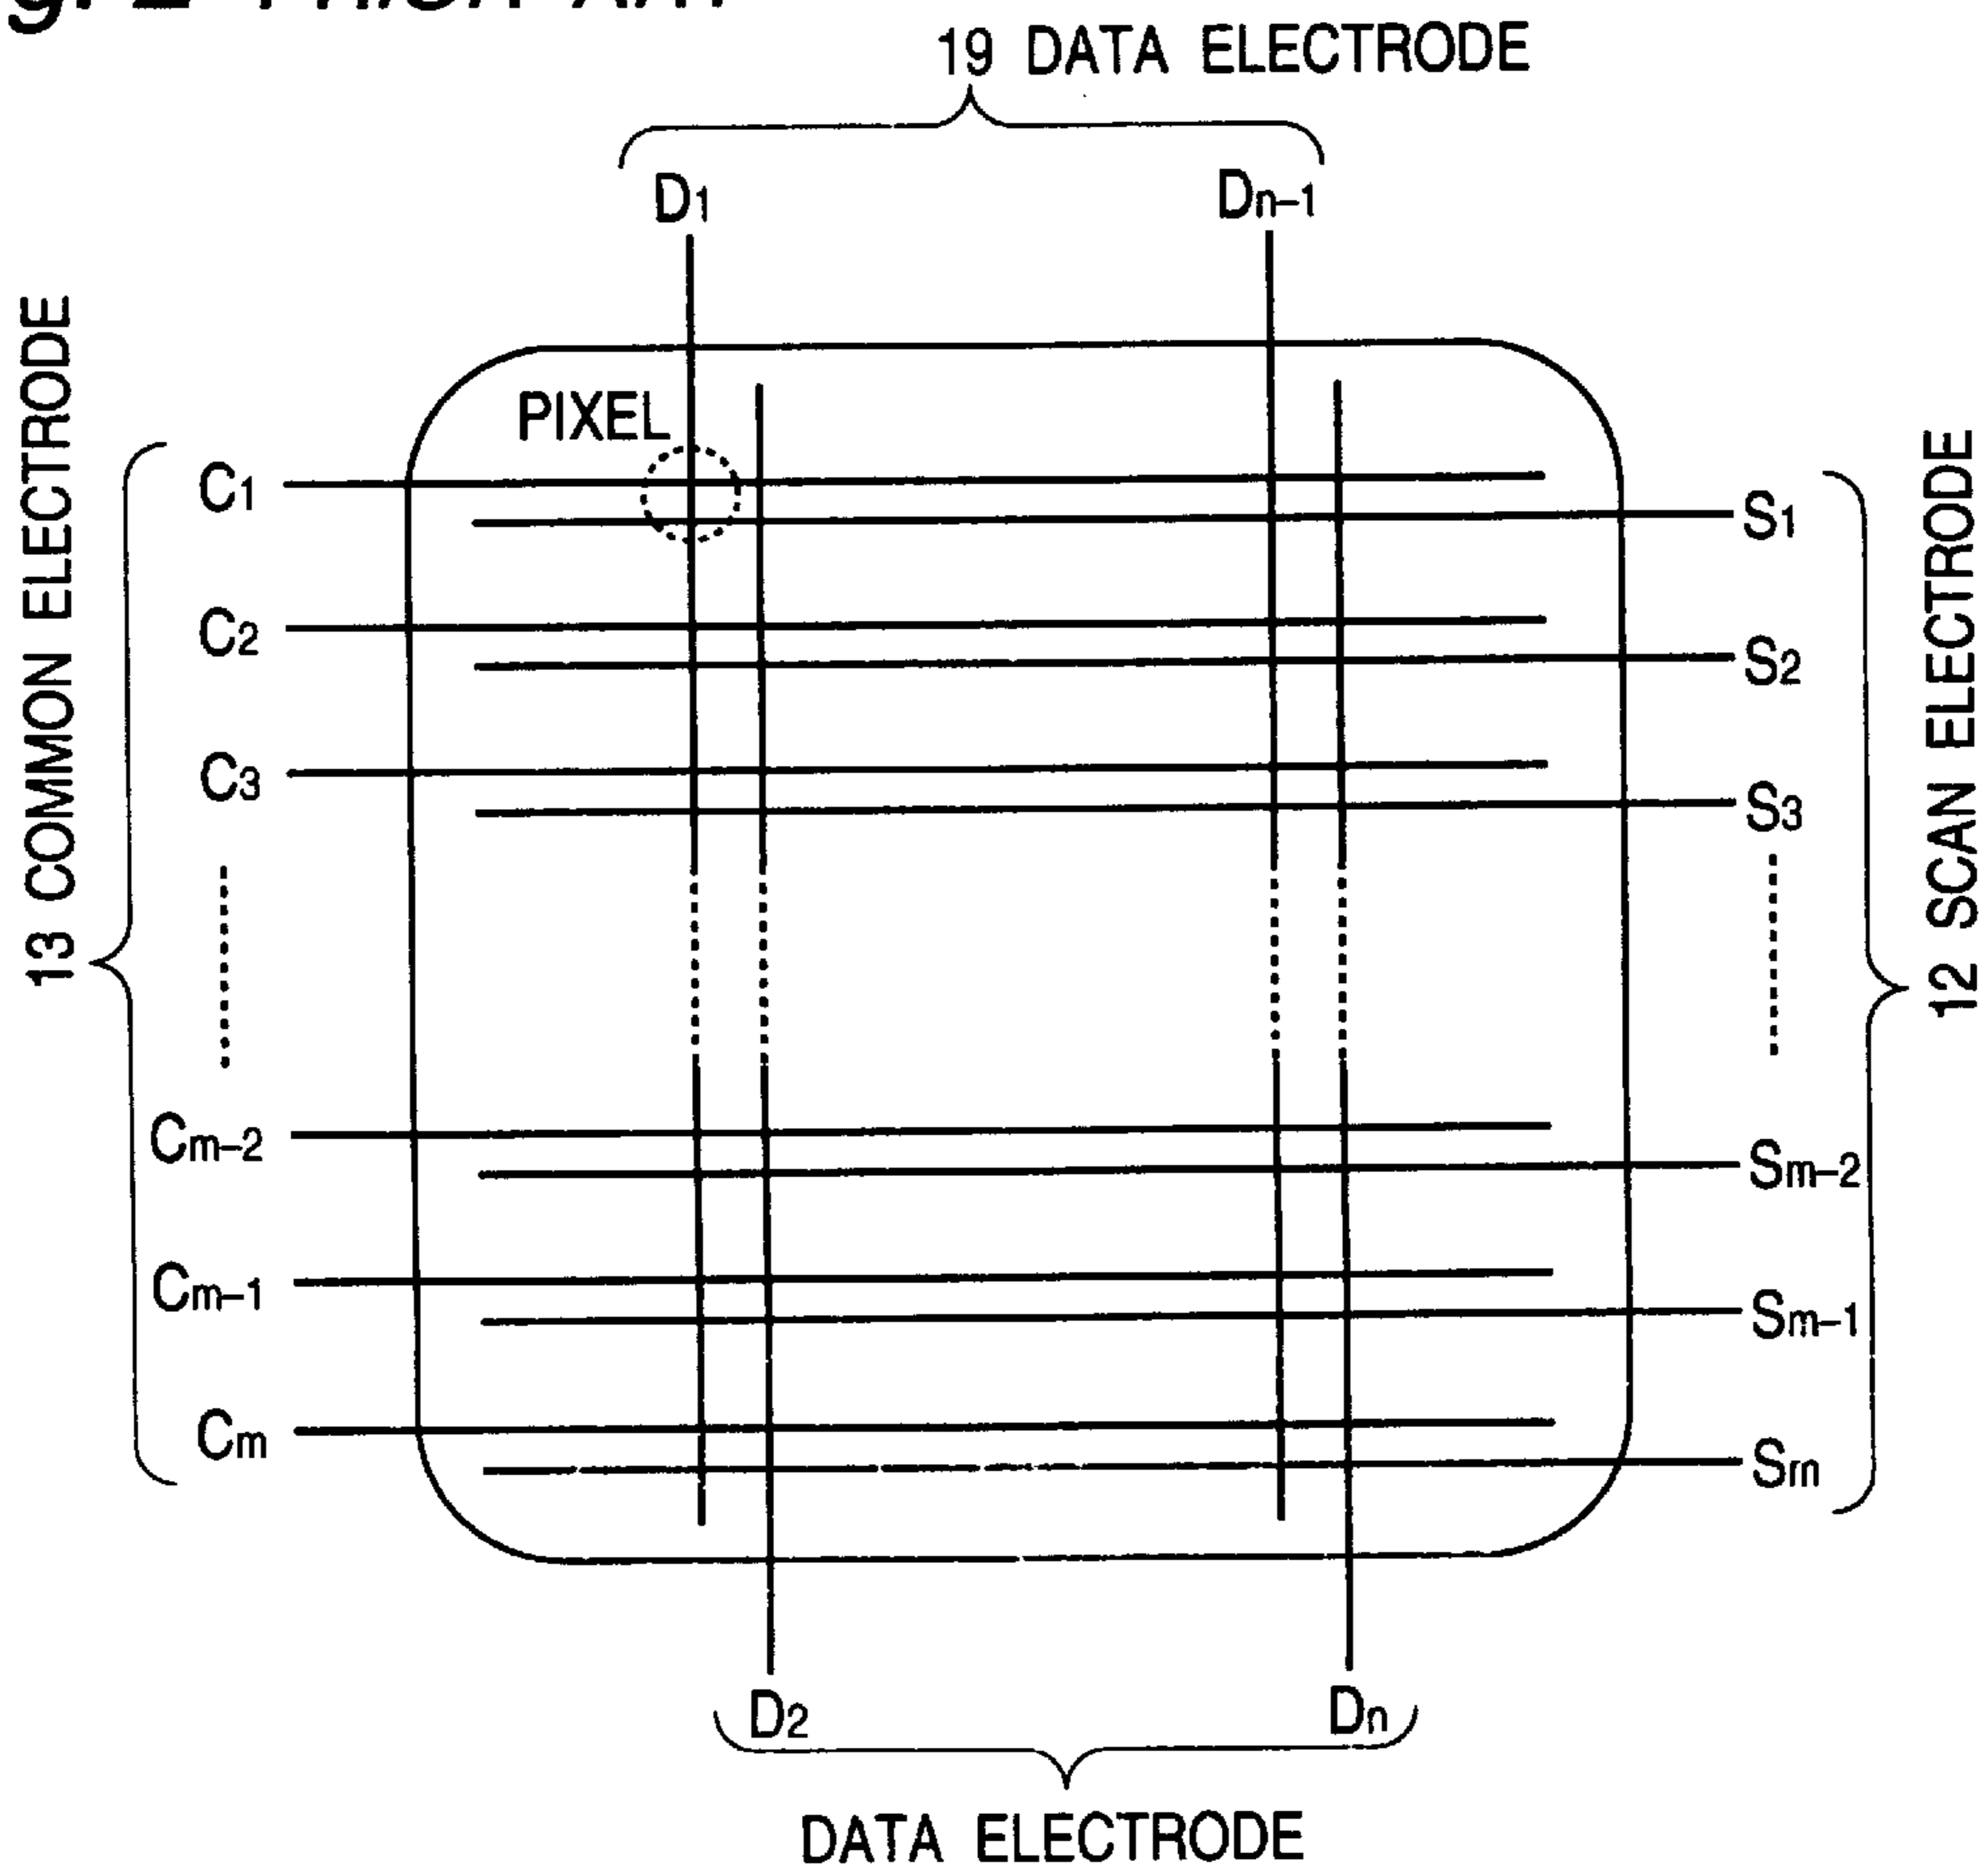 19 DATA ELECTRODE
D1
Dn-1
PIXEL
13 COMMON ELECTRODE
C1
C2
C3
Cm-2
Cm-1
Cm
S1
S2
S3
Sm-2
Sm-1
Sm
12 SCAN ELECTRODE
D2
Dn
DATA ELECTRODE